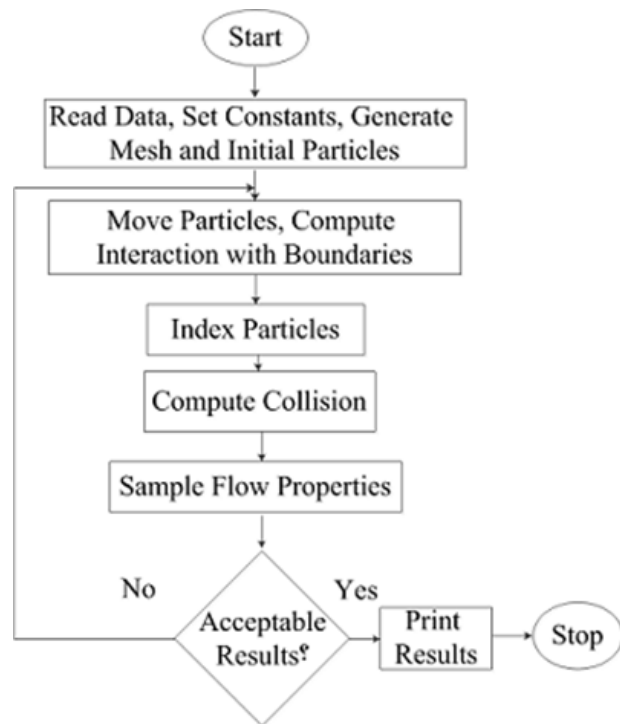 Start
Read Data, Set Constants, Generate
Mesh and Initial Particles
Move Particles, Compute
Interaction with Boundaries
Index Particles
Compute Collision
Sample Flow Properties
No
Yes
Acceptable
Results؟
Print
Results
Stop